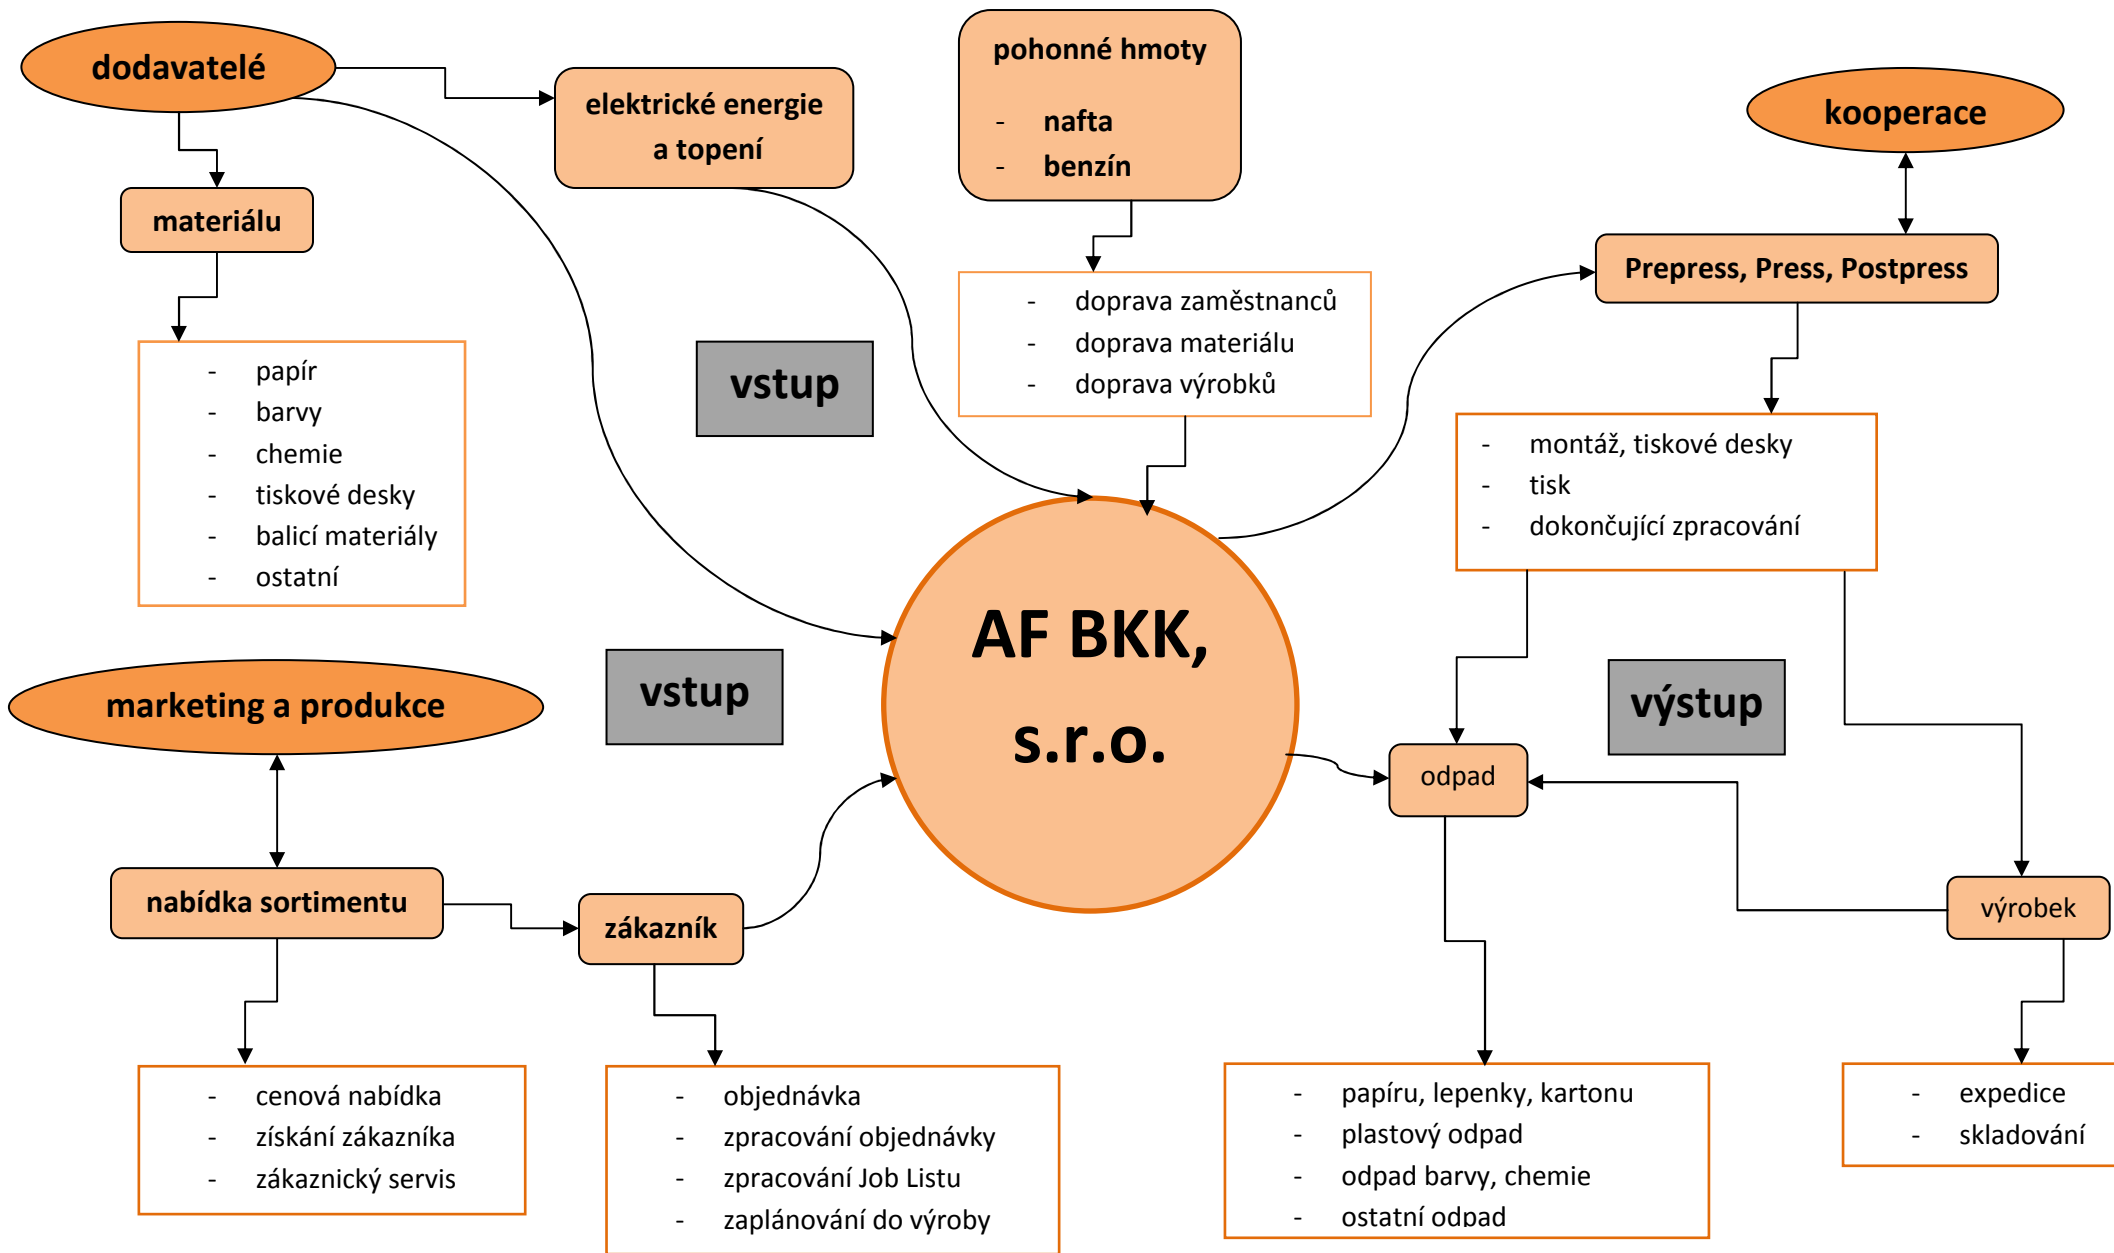 dodavatelé
elektrické energie
a topení
pohonné hmoty
- nafta
- benzín
kooperace
materiálu
Prepress, Press, Postpress
- doprava zaměstnanců
- doprava materiálu
- doprava výrobků
vstup
- papír
- barvy
- chemie
- tiskové desky
- balicí materiály
- ostatní
- montáž, tiskové desky
- tisk
- dokončující zpracování
AF BKK,
s.r.o.
vstup
výstup
marketing a produkce
odpad
nabídka sortimentu
zákazník
výrobek
- cenová nabídka
- získání zákazníka
- zákaznický servis
- objednávka
- zpracování objednávky
- zpracování Job Listu
- zaplánování do výroby
- papíru, lepenky, kartonu
- plastový odpad
- odpad barvy, chemie
- ostatní odpad
- expedice
- skladování